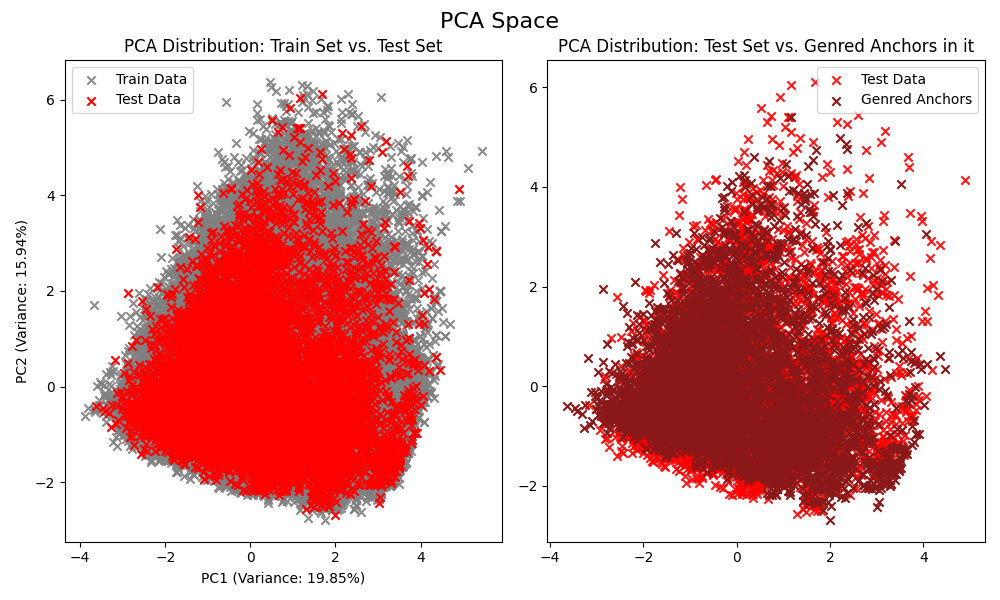 PCA Space
PCA Distribution: Train Set vs. Test Set
Train Data
Test Data
6
4
2
0
−2
−4
−2
0
2
4
PC2 (Variance: 15.94%)
PC1 (Variance: 19.85%)
PCA Distribution: Test Set vs. Genred Anchors in it
Test Data
Genred Anchors
6
4
2
0
−2
−4
−2
0
2
4